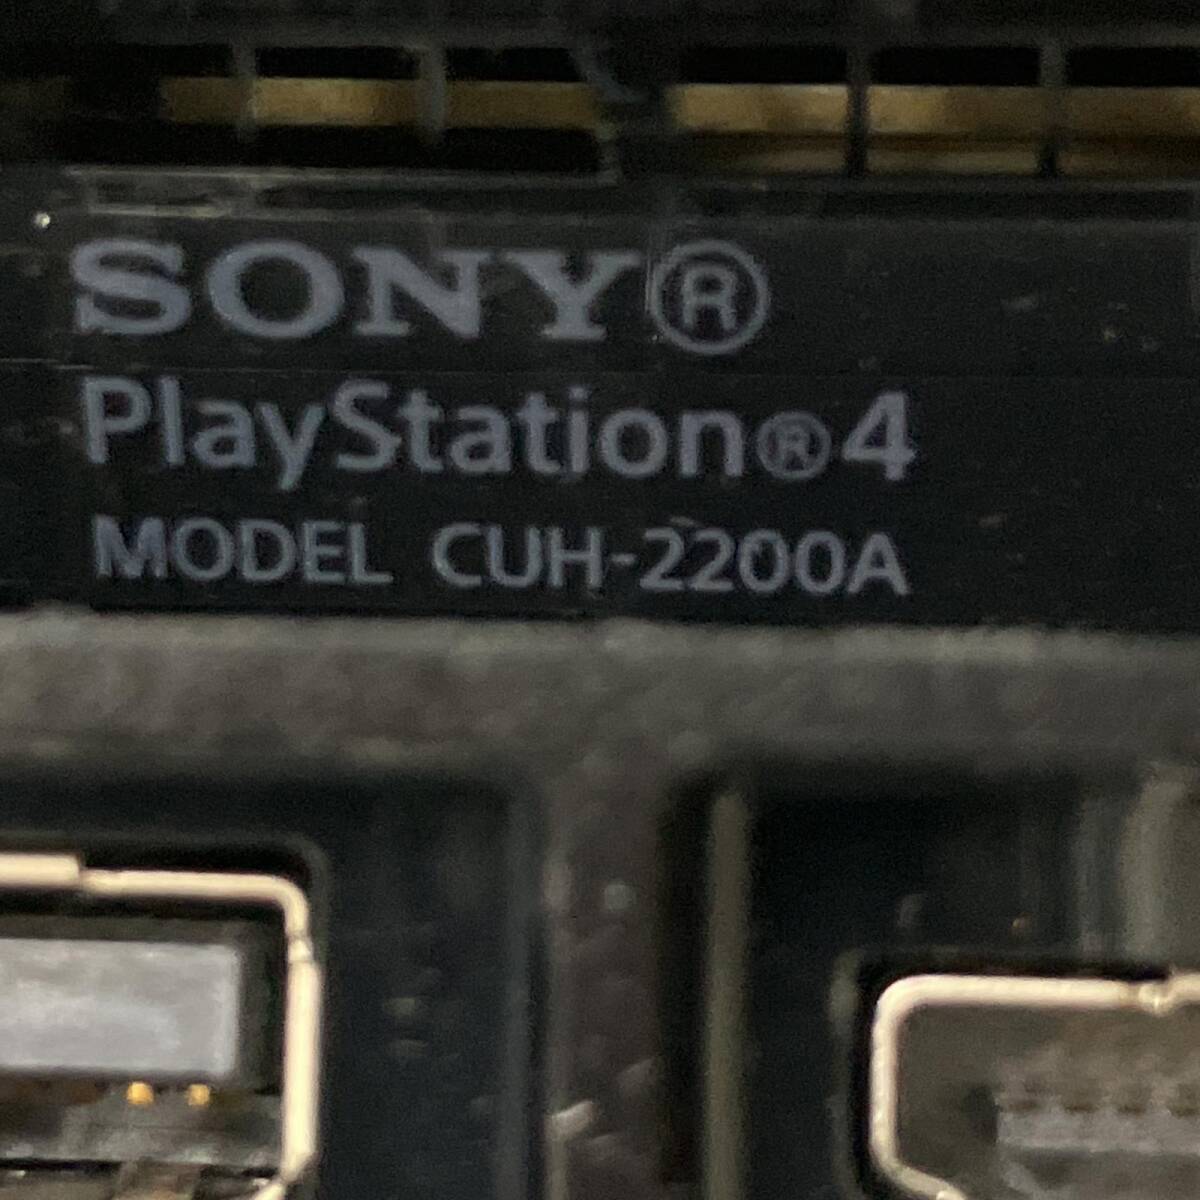 SONY®
PlayStation®4
MODEL CUH-2200A